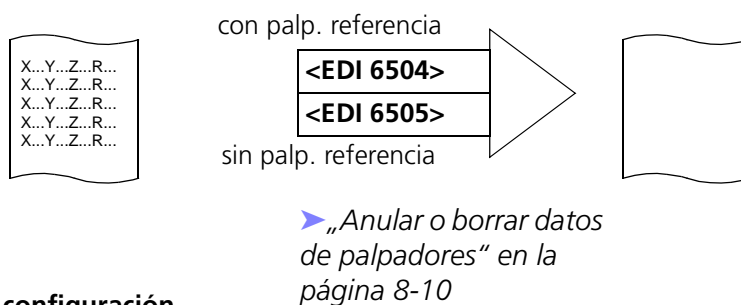 con palp. referencia
X...Y...Z...R...
X...Y...Z...R...
X...Y...Z...R...
X...Y...Z...R...
X...Y...Z...R...
<EDI 6504>
<EDI 6505>
sin palp. referencia
➤„Anular o borrar datos
de palpadores“ en la
página 8-10
configuración